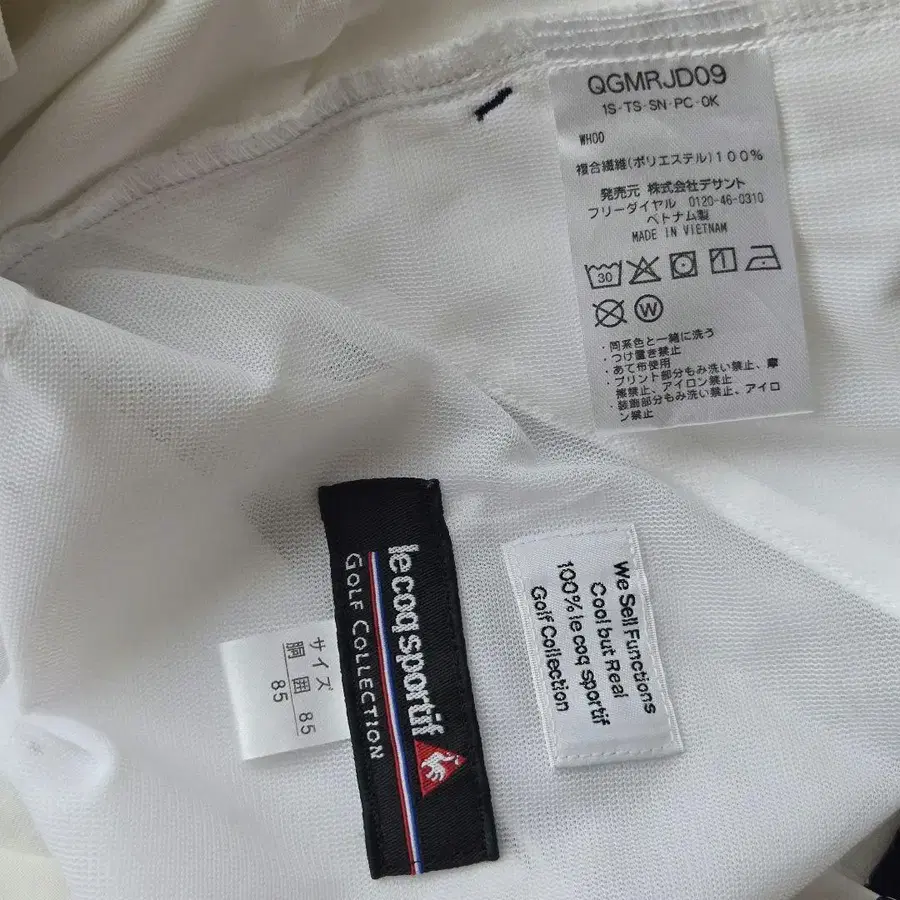 QGMRJD09
1S-TS-SN-PC-OK
WH00
複合繊維(ポリエステル)100%
発売元 株式会社デサント
フリーダイヤル 0120-46-0310
ベトナム製
MADE IN VIETNAM
30
W
・同系色と一緒に洗う
・つけ置き禁止
・あて布使用
・プリント部分もみ洗い禁止、摩
擦禁止、アイロン禁止
・装飾部分もみ洗い禁止、アイロ
ン禁止
le coq sportif
GOLF COLLECTION
We Sell Functions
Cool but Real
100% le coq sportif
Golf Collection
サイズ
胴囲 85
85